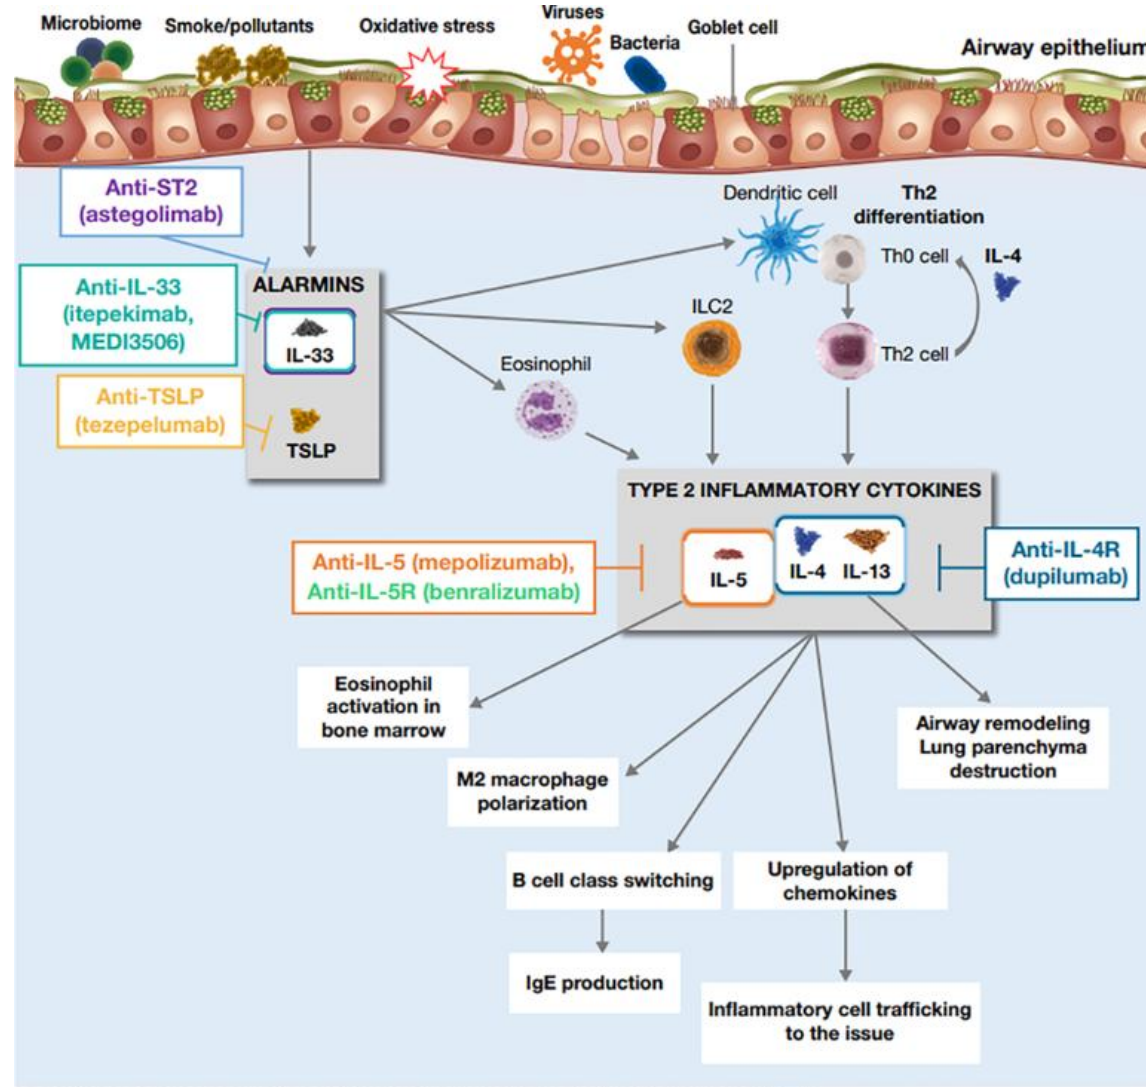 Microbiome
Smoke/pollutants
Oxidative stress
Viruses
Bacteria
Goblet cell
Airway epithelium
Anti-ST2
(astegolimab)
Anti-IL-33
(itepekimab,
MEDI3506)
Anti-TSLP
(tezepelumab)
ALARMINS
IL-33
TSLP
Eosinophil
ILC2
Dendritic cell
Th2
differentiation
Th0 cell
IL-4
Th2 cell
TYPE 2 INFLAMMATORY CYTOKINES
IL-5
IL-4
IL-13
Anti-IL-5 (mepolizumab),
Anti-IL-5R (benralizumab)
Anti-IL-4R
(dupilumab)
Eosinophil
activation in
bone marrow
M2 macrophage
polarization
B cell class switching
IgE production
Upregulation of
chemokines
Inflammatory cell trafficking
to the issue
Airway remodeling
Lung parenchyma
destruction